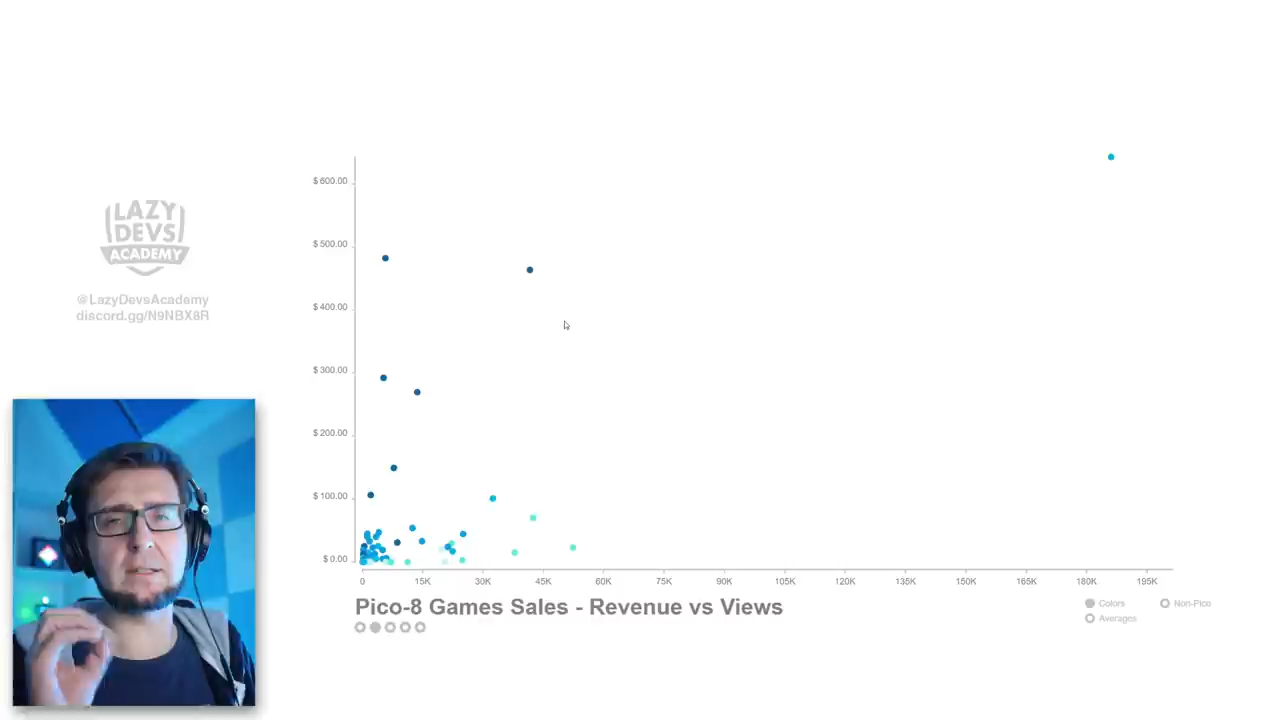 LAZY
DEVS
ACADEMY
@LazyDevsAcademy
discord.gg/N9NBX8R
$ 600.00
$ 500.00
$ 400.00
$ 300.00
$ 200.00
$ 100.00
$ 0.00
0 15K 30K 45K 60K 75K 90K 105K 120K 135K 150K 165K 180K 195K
Pico-8 Games Sales - Revenue vs Views
Colors Non-Pico
Averages